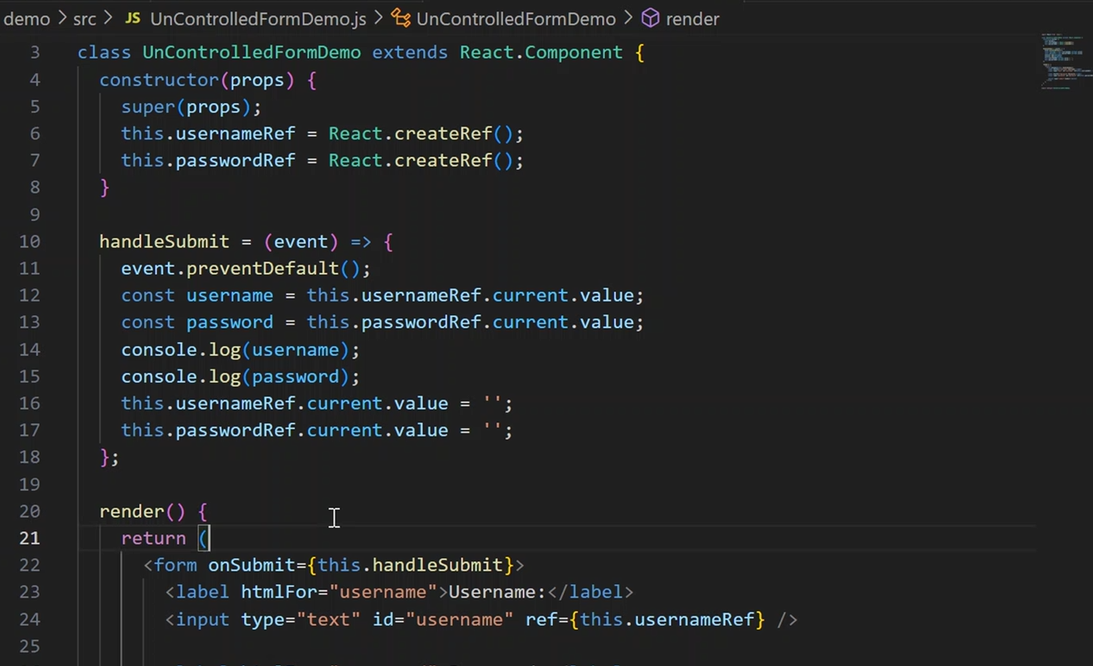 demo > src > JS UnControlledFormDemo.js > UnControlledFormDemo > render
3 class UnControlledFormDemo extends React.Component {
4 constructor(props) {
5 super(props);
6 this.usernameRef = React.createRef();
7 this.passwordRef = React.createRef();
8 }
9
10 handleSubmit = (event) => {
11 event.preventDefault();
12 const username = this.usernameRef.current.value;
13 const password = this.passwordRef.current.value;
14 console.log(username);
15 console.log(password);
16 this.usernameRef.current.value = '';
17 this.passwordRef.current.value = '';
18 };
19
20 render() {
21 return (
22 <form onSubmit={this.handleSubmit}>
23 <label htmlFor="username">Username:</label>
24 <input type="text" id="username" ref={this.usernameRef} />
25